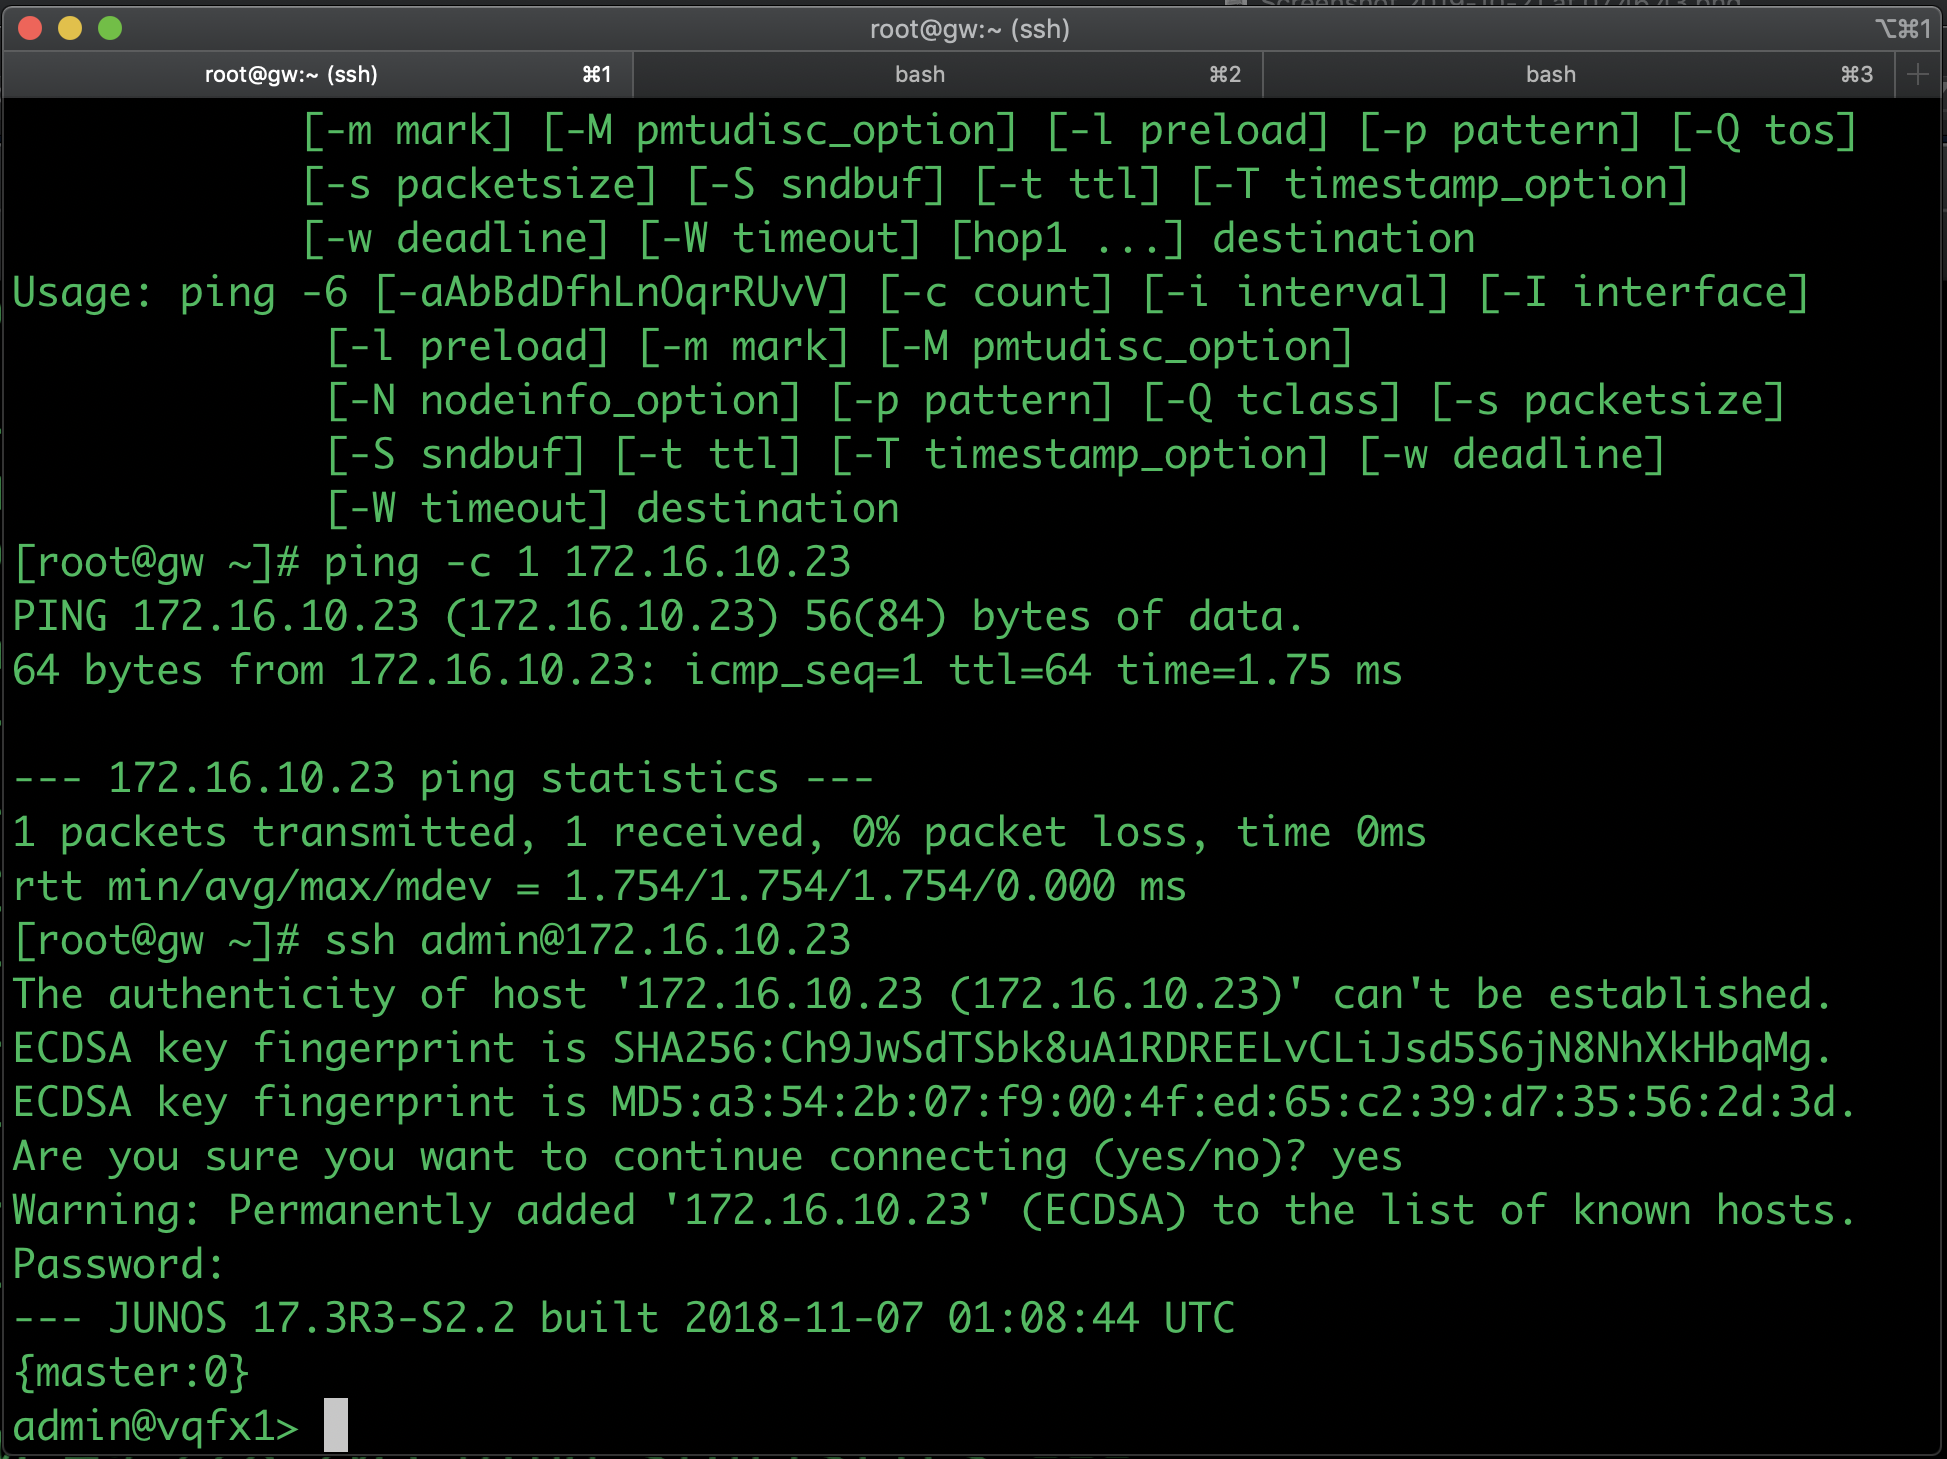 root@gw:~ (ssh) ⌥⌘1
root@gw:~ (ssh) ⌘1 bash ⌘2 bash ⌘3 +
[-m mark] [-M pmtudisc_option] [-l preload] [-p pattern] [-Q tos]
[-s packetsize] [-S sndbuf] [-t ttl] [-T timestamp_option]
[-w deadline] [-W timeout] [hop1 ...] destination
Usage: ping -6 [-aAbBdDfhLnOqrRUvV] [-c count] [-i interval] [-I interface]
[-l preload] [-m mark] [-M pmtudisc_option]
[-N nodeinfo_option] [-p pattern] [-Q tclass] [-s packetsize]
[-S sndbuf] [-t ttl] [-T timestamp_option] [-w deadline]
[-W timeout] destination
[root@gw ~]# ping -c 1 172.16.10.23
PING 172.16.10.23 (172.16.10.23) 56(84) bytes of data.
64 bytes from 172.16.10.23: icmp_seq=1 ttl=64 time=1.75 ms
--- 172.16.10.23 ping statistics ---
1 packets transmitted, 1 received, 0% packet loss, time 0ms
rtt min/avg/max/mdev = 1.754/1.754/1.754/0.000 ms
[root@gw ~]# ssh admin@172.16.10.23
The authenticity of host '172.16.10.23 (172.16.10.23)' can't be established.
ECDSA key fingerprint is SHA256:Ch9JwSdTSbk8uA1RDREELvCLiJsd5S6jN8NhXkHbqMg.
ECDSA key fingerprint is MD5:a3:54:2b:07:f9:00:4f:ed:65:c2:39:d7:35:56:2d:3d.
Are you sure you want to continue connecting (yes/no)? yes
Warning: Permanently added '172.16.10.23' (ECDSA) to the list of known hosts.
Password:
--- JUNOS 17.3R3-S2.2 built 2018-11-07 01:08:44 UTC
{master:0}
admin@vqfx1>